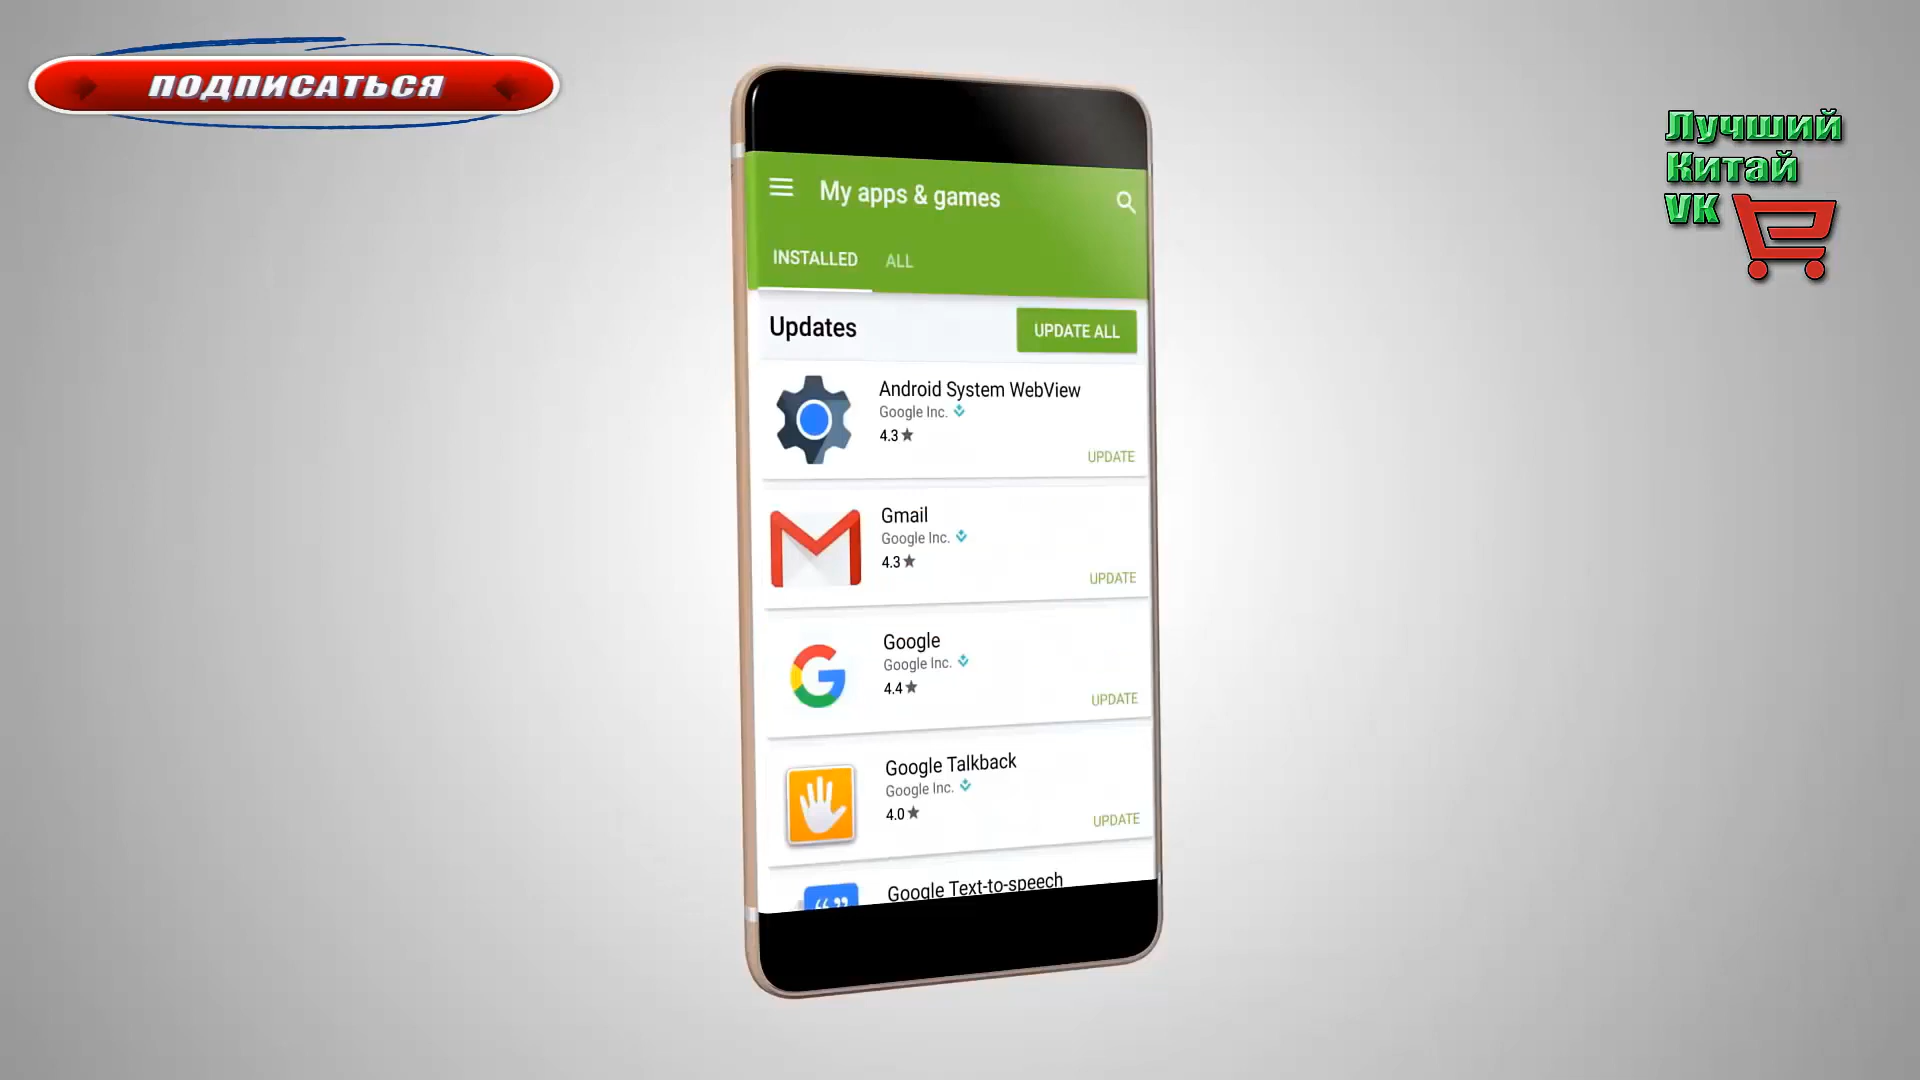 ПОДПИСАТЬСЯ
Лучший
Китай
VK
My apps & games
INSTALLED ALL
Updates UPDATE ALL
Android System WebView
Google Inc.
4.3
UPDATE
Gmail
Google Inc.
4.3
UPDATE
Google
Google Inc.
4.4
UPDATE
Google Talkback
Google Inc.
4.0
UPDATE
Google Text-to-speech